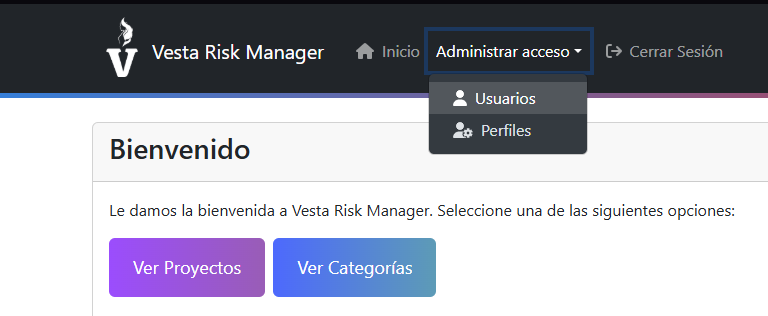 Vesta Risk Manager Inicio Administrar acceso Cerrar Sesión
Usuarios
Perfiles
Bienvenido
Le damos la bienvenida a Vesta Risk Manager. Seleccione una de las siguientes opciones:
Ver Proyectos Ver Categorías